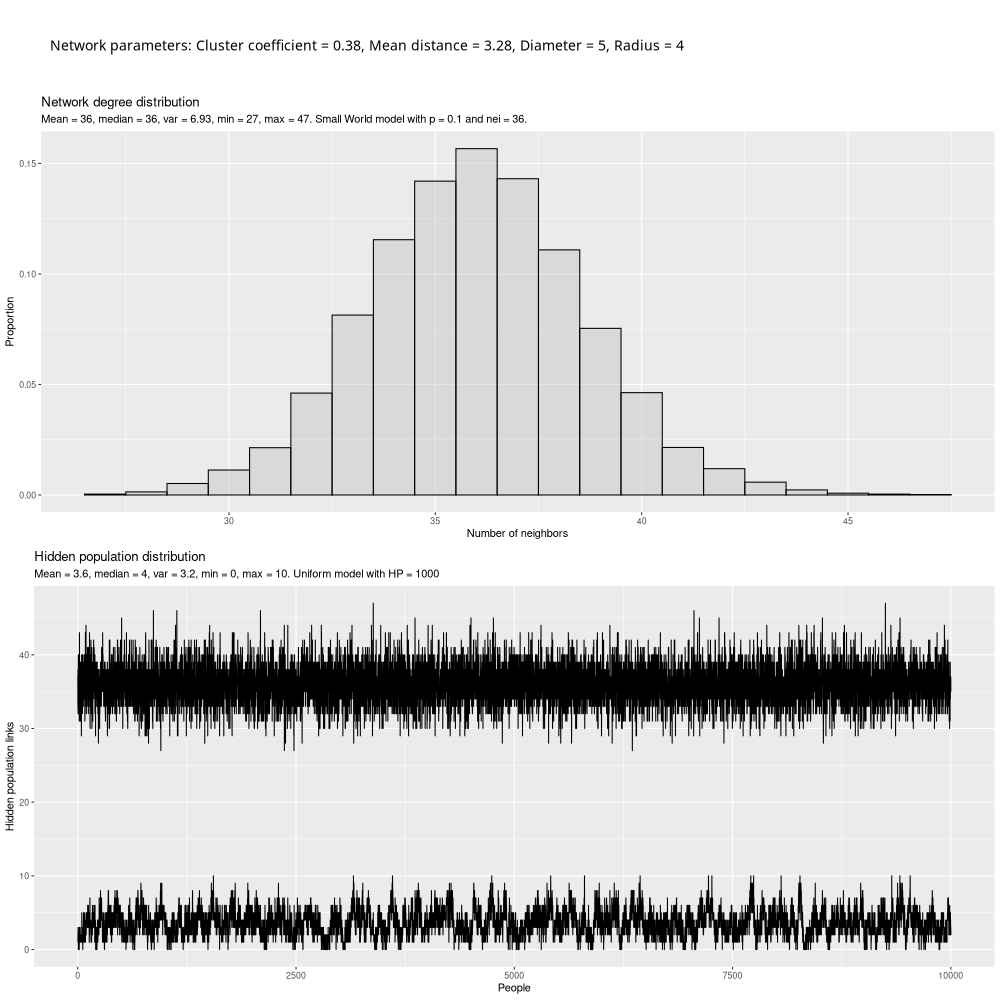 Network parameters: Cluster coefficient = 0.38, Mean distance = 3.28, Diameter = 5, Radius = 4
Network degree distribution
Mean = 36, median = 36, var = 6.93, min = 27, max = 47. Small World model with p = 0.1 and nei = 36.
Proportion
0.15
0.10
0.05
0.00
30 35 40 45
Number of neighbors
Hidden population distribution
Mean = 3.6, median = 4, var = 3.2, min = 0, max = 10. Uniform model with HP = 1000
Hidden population links
40
30
20
10
0
0 2500 5000 7500 10000
People